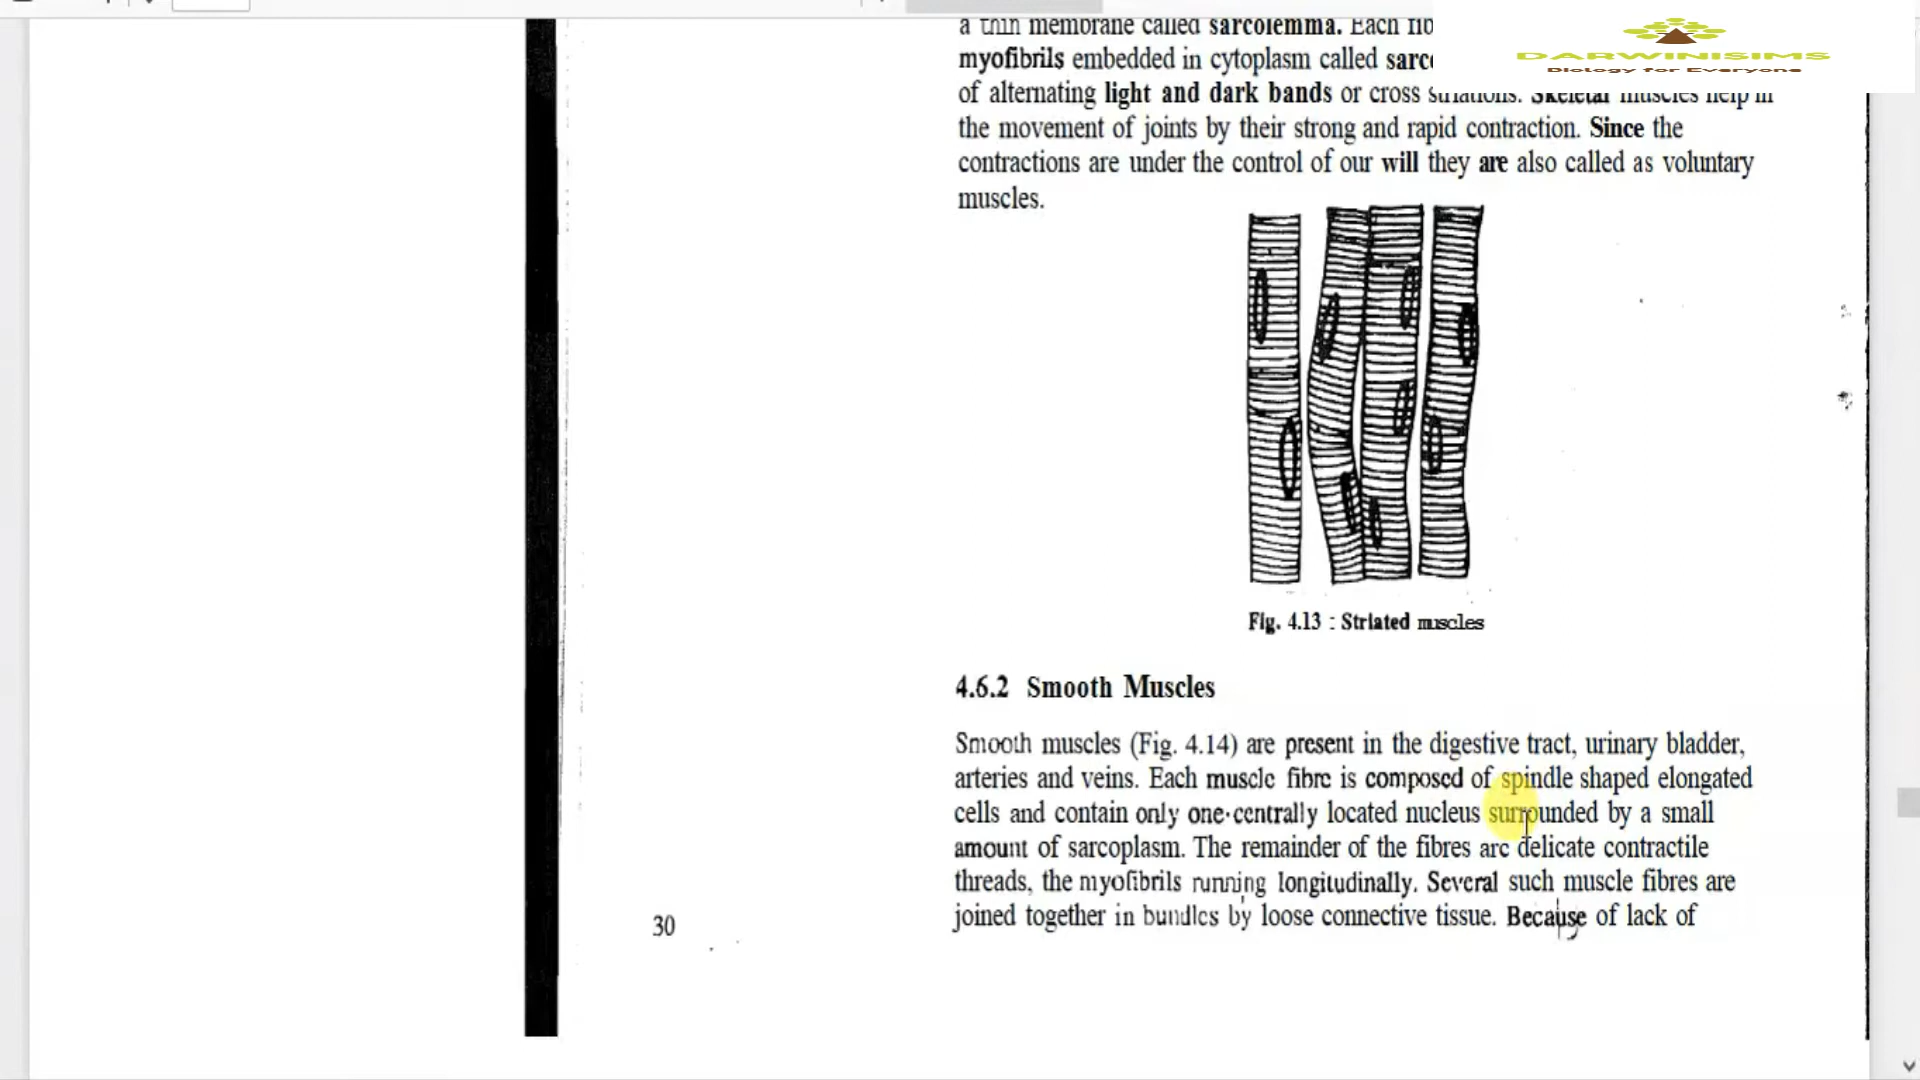 a thin membrane called sarcolemma. Each
myofibrils embedded in cytoplasm called
of alternating light and dark bands or cross striations. Skeletal muscles help in
the movement of joints by their strong and rapid contraction. Since the
contractions are under the control of our will they are also called as voluntary
muscles.
DARWINISIMS
Biology for Everyone
Fig. 4.13 : Striated muscles
4.6.2 Smooth Muscles
Smooth muscles (Fig. 4.14) are present in the digestive tract, urinary bladder,
arteries and veins. Each muscle fibre is composed of spindle shaped elongated
cells and contain only one centrally located nucleus surrounded by a small
amount of sarcoplasm. The remainder of the fibres are delicate contractile
threads, the myofibrils running longitudinally. Several such muscle fibres are
joined together in bundles by loose connective tissue. Because of lack of
30